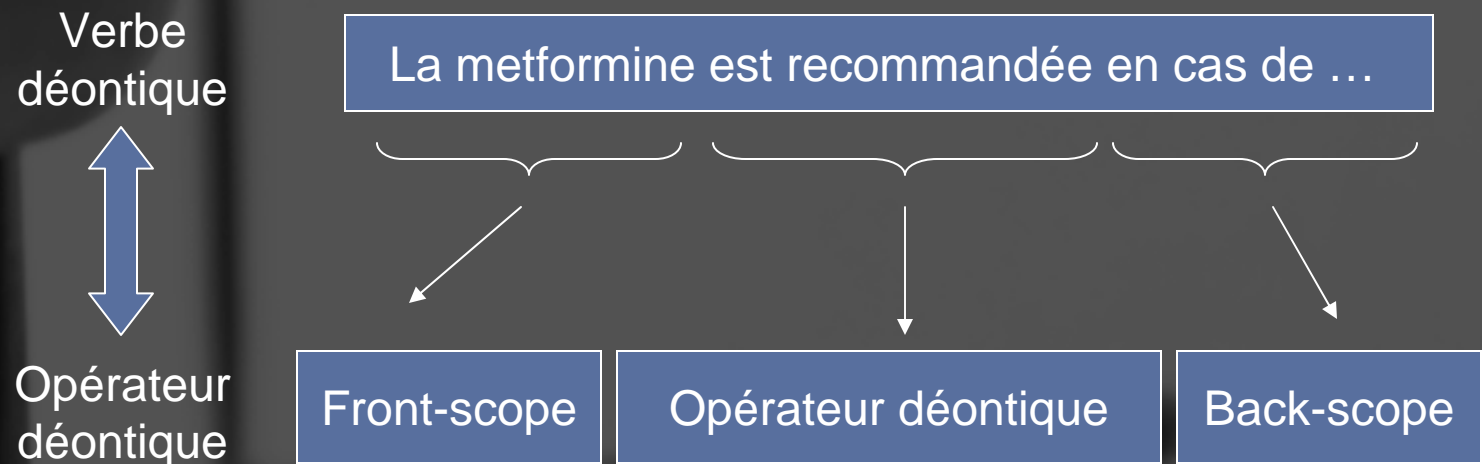 Verbe
déontique
La metformine est recommandée en cas de …
Opérateur
déontique
Front-scope
Opérateur déontique
Back-scope